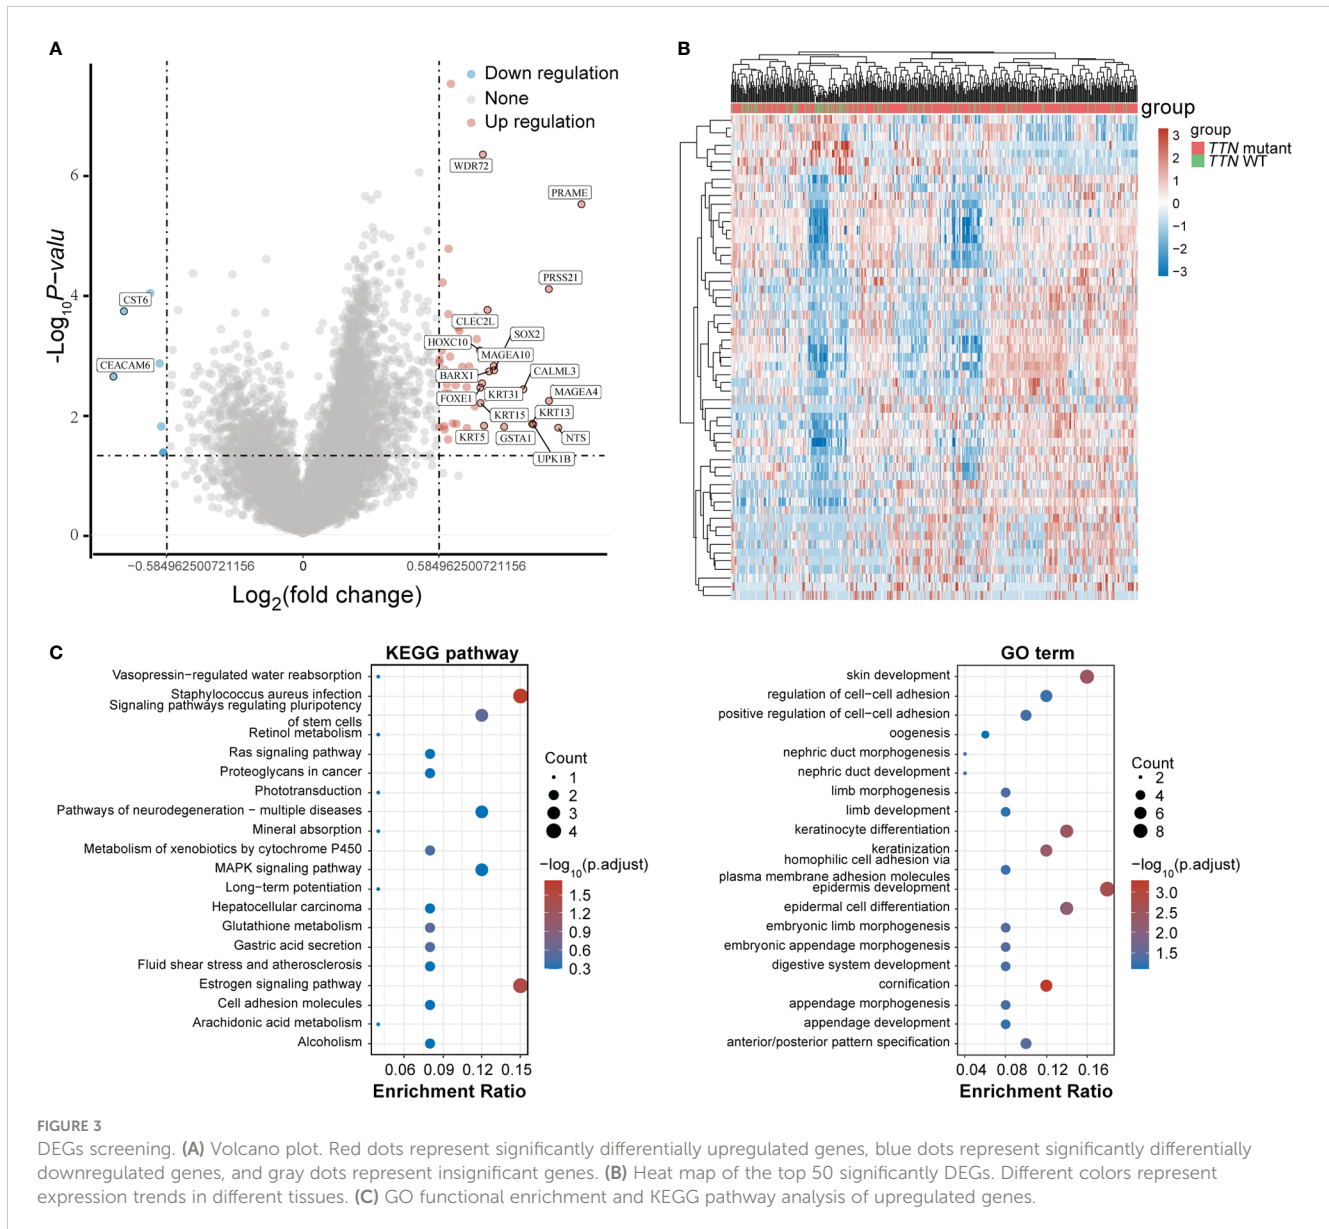 A
Down regulation
None
Up regulation
WDR72
PRAME
PRSS21
CST6
CLEC2L
SOX2
HOXC10
MAGEA10
CEACAM6
BARX1
CALML3
FOXE1
KRT31
MAGEA4
KRT15
KRT13
KRT5
GSTA1
NTS
UPK1B
6
4
2
0
-Log10P-valu
−0.5849625007211​56
0
0.584962500721156
Log2(fold change)
B
group
3
2
1
0
−1
−2
−3
group
TTN mutant
TTN WT
C
KEGG pathway
Vasopressin−regulated water reabsorption
Staphylococcus aureus infection
Signaling pathways regulating pluripotency
of stem cells
Retinol metabolism
Ras signaling pathway
Proteoglycans in cancer
Phototransduction
Pathways of neurodegeneration − multiple diseases
Mineral absorption
Metabolism of xenobiotics by cytochrome P450
MAPK signaling pathway
Long−term potentiation
Hepatocellular carcinoma
Glutathione metabolism
Gastric acid secretion
Fluid shear stress and atherosclerosis
Estrogen signaling pathway
Cell adhesion molecules
Arachidonic acid metabolism
Alcoholism
0.06 0.09 0.12 0.15
Enrichment Ratio
Count
1
2
3
4
−log10(p.adjust)
1.5
1.2
0.9
0.6
0.3
GO term
skin development
regulation of cell−cell adhesion
positive regulation of cell−cell adhesion
oogenesis
nephric duct morphogenesis
nephric duct development
limb morphogenesis
limb development
keratinocyte differentiation
keratinization
homophilic cell adhesion via
plasma membrane adhesion molecules
epidermis development
epidermal cell differentiation
embryonic limb morphogenesis
embryonic appendage morphogenesis
digestive system development
cornification
appendage morphogenesis
appendage development
anterior/posterior pattern specification
0.04 0.08 0.12 0.16
Enrichment Ratio
Count
2
4
6
8
−log10(p.adjust)
3.0
2.5
2.0
1.5
FIGURE 3
DEGs screening. (A) Volcano plot. Red dots represent significantly differentially upregulated genes, blue dots represent significantly differentially
downregulated genes, and gray dots represent insignificant genes. (B) Heat map of the top 50 significantly DEGs. Different colors represent
expression trends in different tissues. (C) GO functional enrichment and KEGG pathway analysis of upregulated genes.